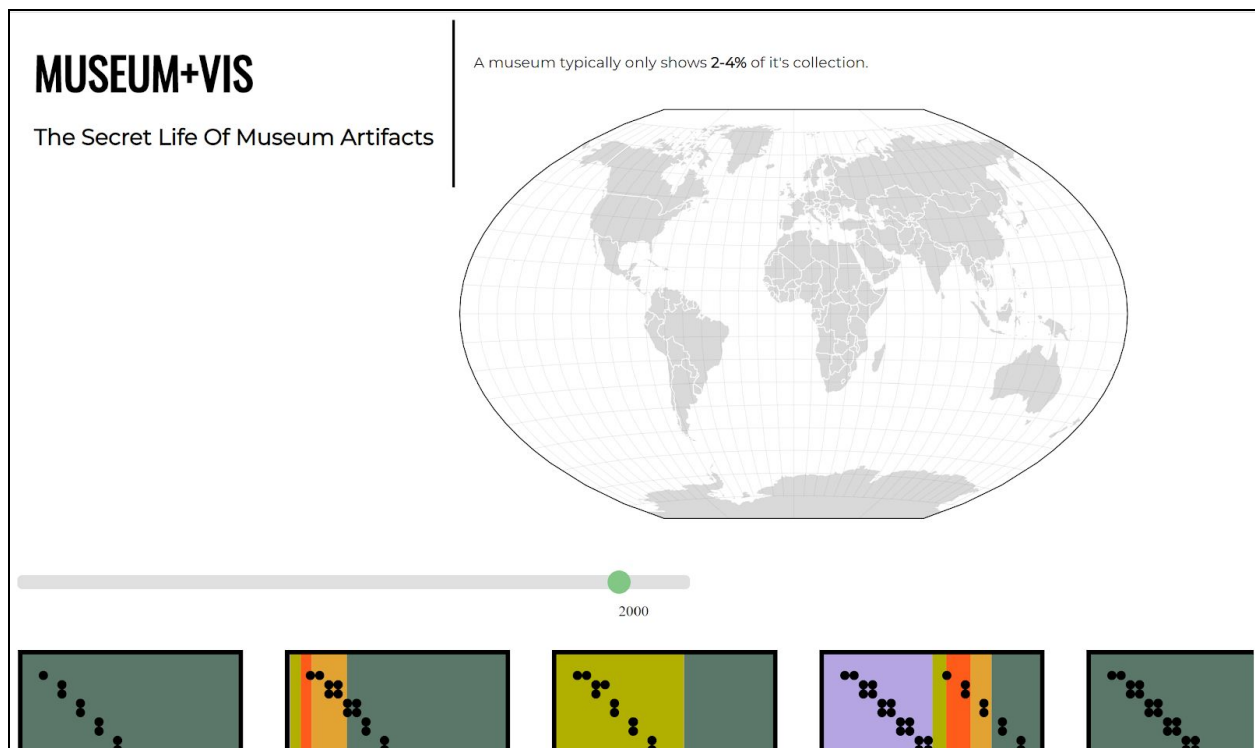 MUSEUM+VIS
The Secret Life Of Museum Artifacts
A museum typically only shows 2-4% of it's collection.
2000